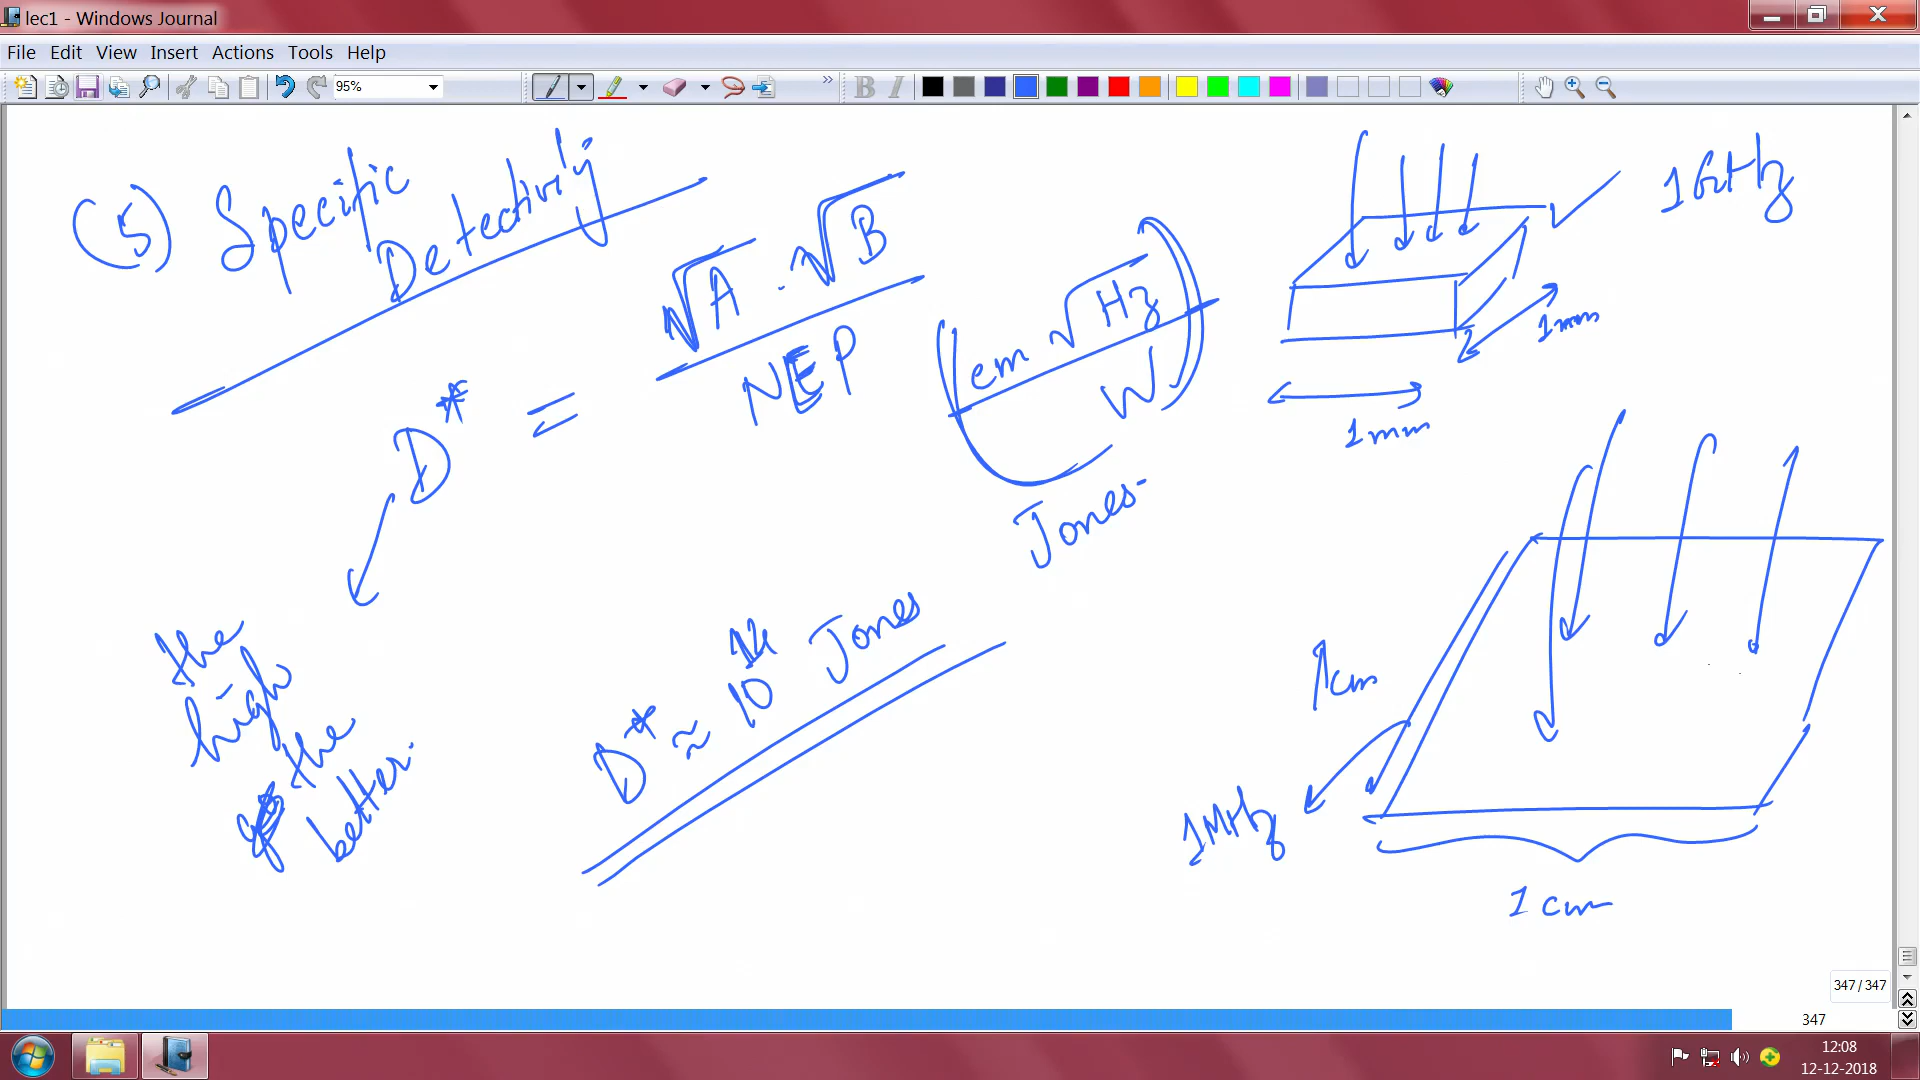 lec1 - Windows Journal
File Edit View Insert Actions Tools Help
95%
(5) Specific
Detectivity
D* = √A . √B / NEP (cm √Hz / W)
Jones
the
high
the
better.
D* ≈ 10 Jones
1GHz
1mm
1mm
1cm
1MHz
1 cm
347 / 347
347
12:08
12-12-2018